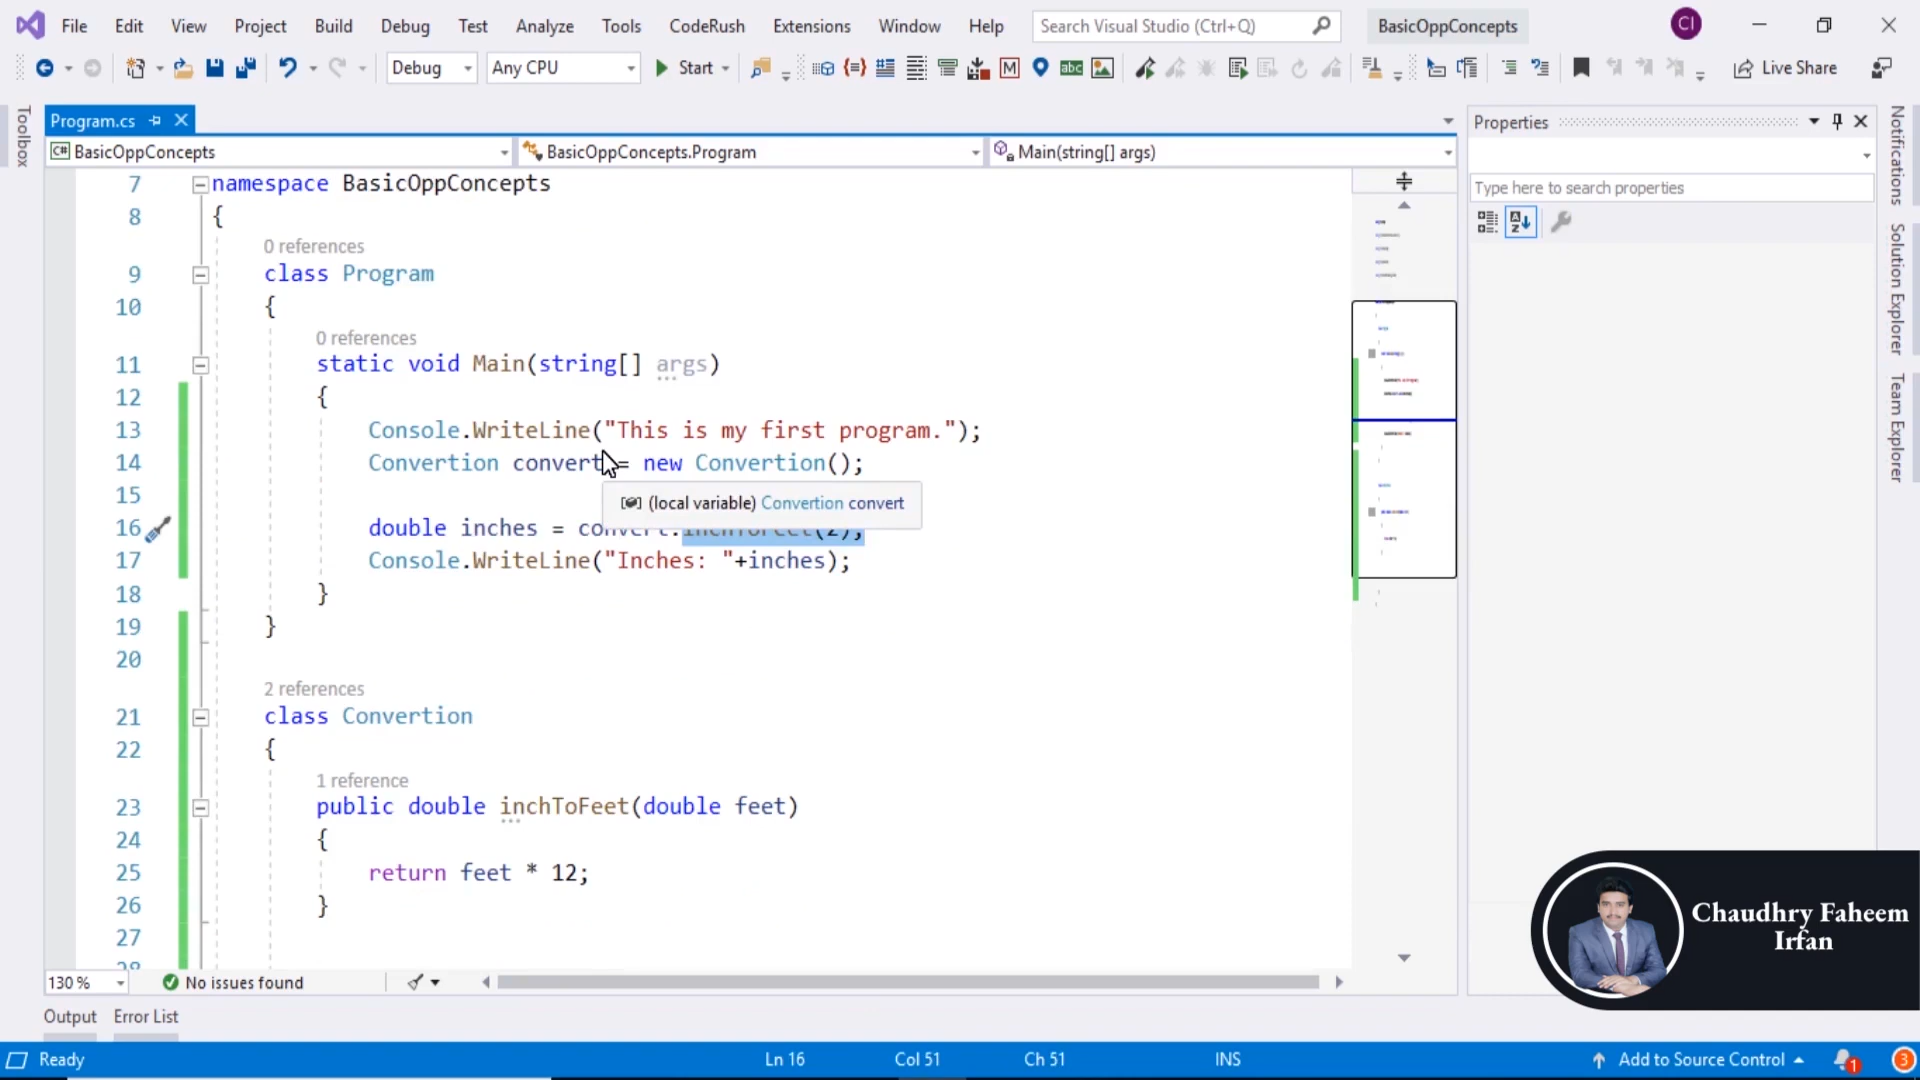 File Edit View Project Build Debug Test Analyze Tools CodeRush Extensions Window Help Search Visual Studio (Ctrl+Q) BasicOppConcepts CI
Debug Any CPU Start Live Share
Toolbox
Program.cs
Properties
Notifications
BasicOppConcepts BasicOppConcepts.Program Main(string[] args)
Type here to search properties
Solution Explorer
Team Explorer
7 namespace BasicOppConcepts
8 {
0 references
9 class Program
10 {
0 references
11 static void Main(string[] args)
12 {
13 Console.WriteLine("This is my first program.");
14 Convertion convert = new Convertion();
15 (local variable) Convertion convert
16 double inches = convert.inchToFeet(2);
17 Console.WriteLine("Inches: "+inches);
18 }
19 }
20
2 references
21 class Convertion
22 {
1 reference
23 public double inchToFeet(double feet)
24 {
25 return feet * 12;
26 }
27
28
Chaudhry Faheem
Irfan
130 % No issues found
Output Error List
Ready Ln 16 Col 51 Ch 51 INS Add to Source Control 1 3